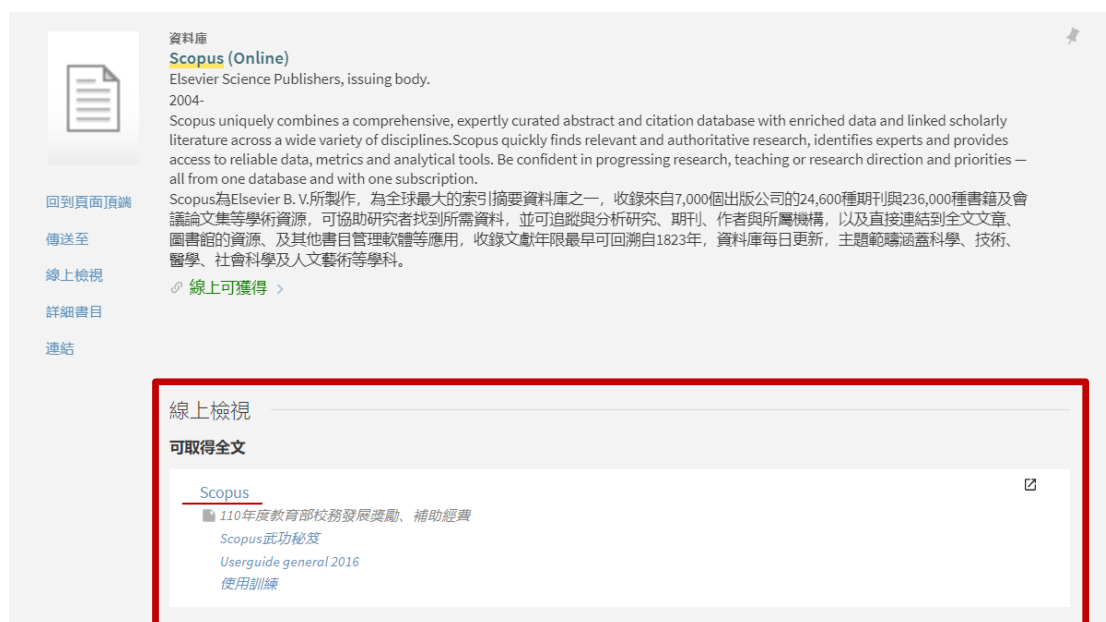 資料庫
Scopus (Online)
Elsevier Science Publishers, issuing body.
2004-
Scopus uniquely combines a comprehensive, expertly curated abstract and citation database with enriched data and linked scholarly
literature across a wide variety of disciplines.Scopus quickly finds relevant and authoritative research, identifies experts and provides
access to reliable data, metrics and analytical tools. Be confident in progressing research, teaching or research direction and priorities —
all from one database and with one subscription.
Scopus為Elsevier B. V.所製作，為全球最大的索引摘要資料庫之一，收錄來自7,000個出版公司的24,600種期刊與236,000種書籍及會
議論文集等學術資源，可協助研究者找到所需資料，並可追蹤與分析研究、期刊、作者與所屬機構，以及直接連結到全文文章、
圖書館的資源、及其他書目管理軟體等應用，收錄文獻年限最早可回溯自1823年，資料庫每日更新，主題範疇涵蓋科學、技術、
醫學、社會科學及人文藝術等學科。
線上可獲得
回到頁面頂端
傳送至
線上檢視
詳細書目
連結
線上檢視
可取得全文
Scopus
110年度教育部校務發展獎勵、補助經費
Scopus武功秘笈
Userguide general 2016
使用訓練